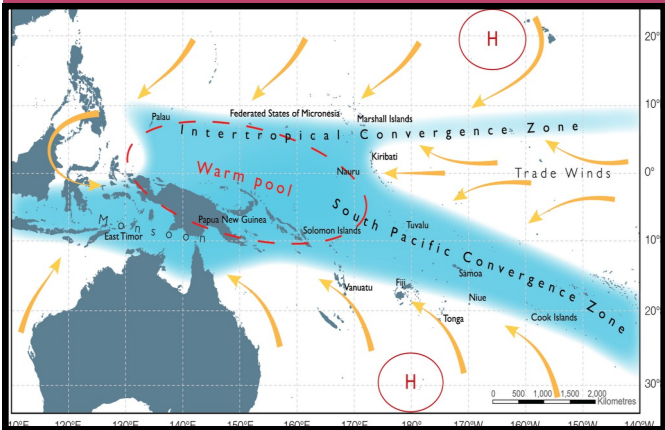 H
20°
10°
Palau
Federated States of Micronesia
Marshall Islands
Intertropical Convergence Zone
Kiribati
Warm pool
Nauru
Trade Winds
0°
South Pacific Convergence Zone
Monsoon
Papua New Guinea
East Timor
Solomon Islands
Tuvalu
10°
Samoa
Vanuatu
Fiji
Niue
Tonga
Cook Islands
20°
H
30°
0 500 1,000 1,500 2,000
Kilometres
10°E 120°E 130°E 140°E 150°E 160°E 170°E 180° 170°W 160°W 150°W 140°W